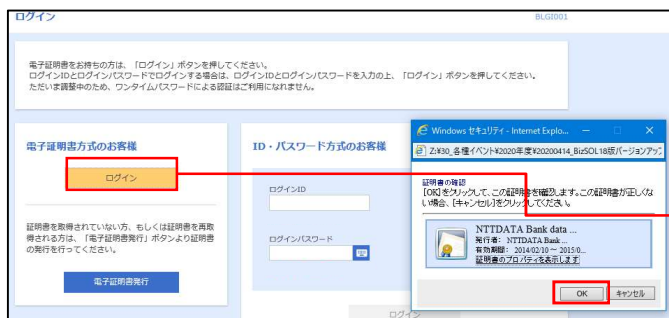 ログイン
BLGI001
電子証明書をお持ちの方は、「ログイン」ボタンを押してください。
ログインIDとログインパスワードでログインする場合は、ログインIDとログインパスワードを入力の上、「ログイン」ボタンを押してください。
ただいま調整中のため、ワンタイムパスワードによる認証はご利用になれません。
電子証明書方式のお客様
ログイン
証明書を取得されていない方、もしくは証明書を再取
得される方は、「電子証明書発行」ボタンより証明書
の発行を行ってください。
電子証明書発行
ID・パスワード方式のお客様
ログインID
ログインパスワード
ログイン
Windows セキュリティ - Internet Explo...
Z:¥30_各種イベント¥2020年度¥20200414_BizSOL18版バージョンアップ
証明書の確認
[OK]をクリックして、この証明書を確認します。この証明書が正しくな
い場合、[キャンセル]をクリックしてください。
NTTDATA Bank data ...
発行者: NTTDATA Bank ...
有効期間: 2014/02/10 ～ 2015/0...
証明書のプロパティを表示します
OK
キャンセル